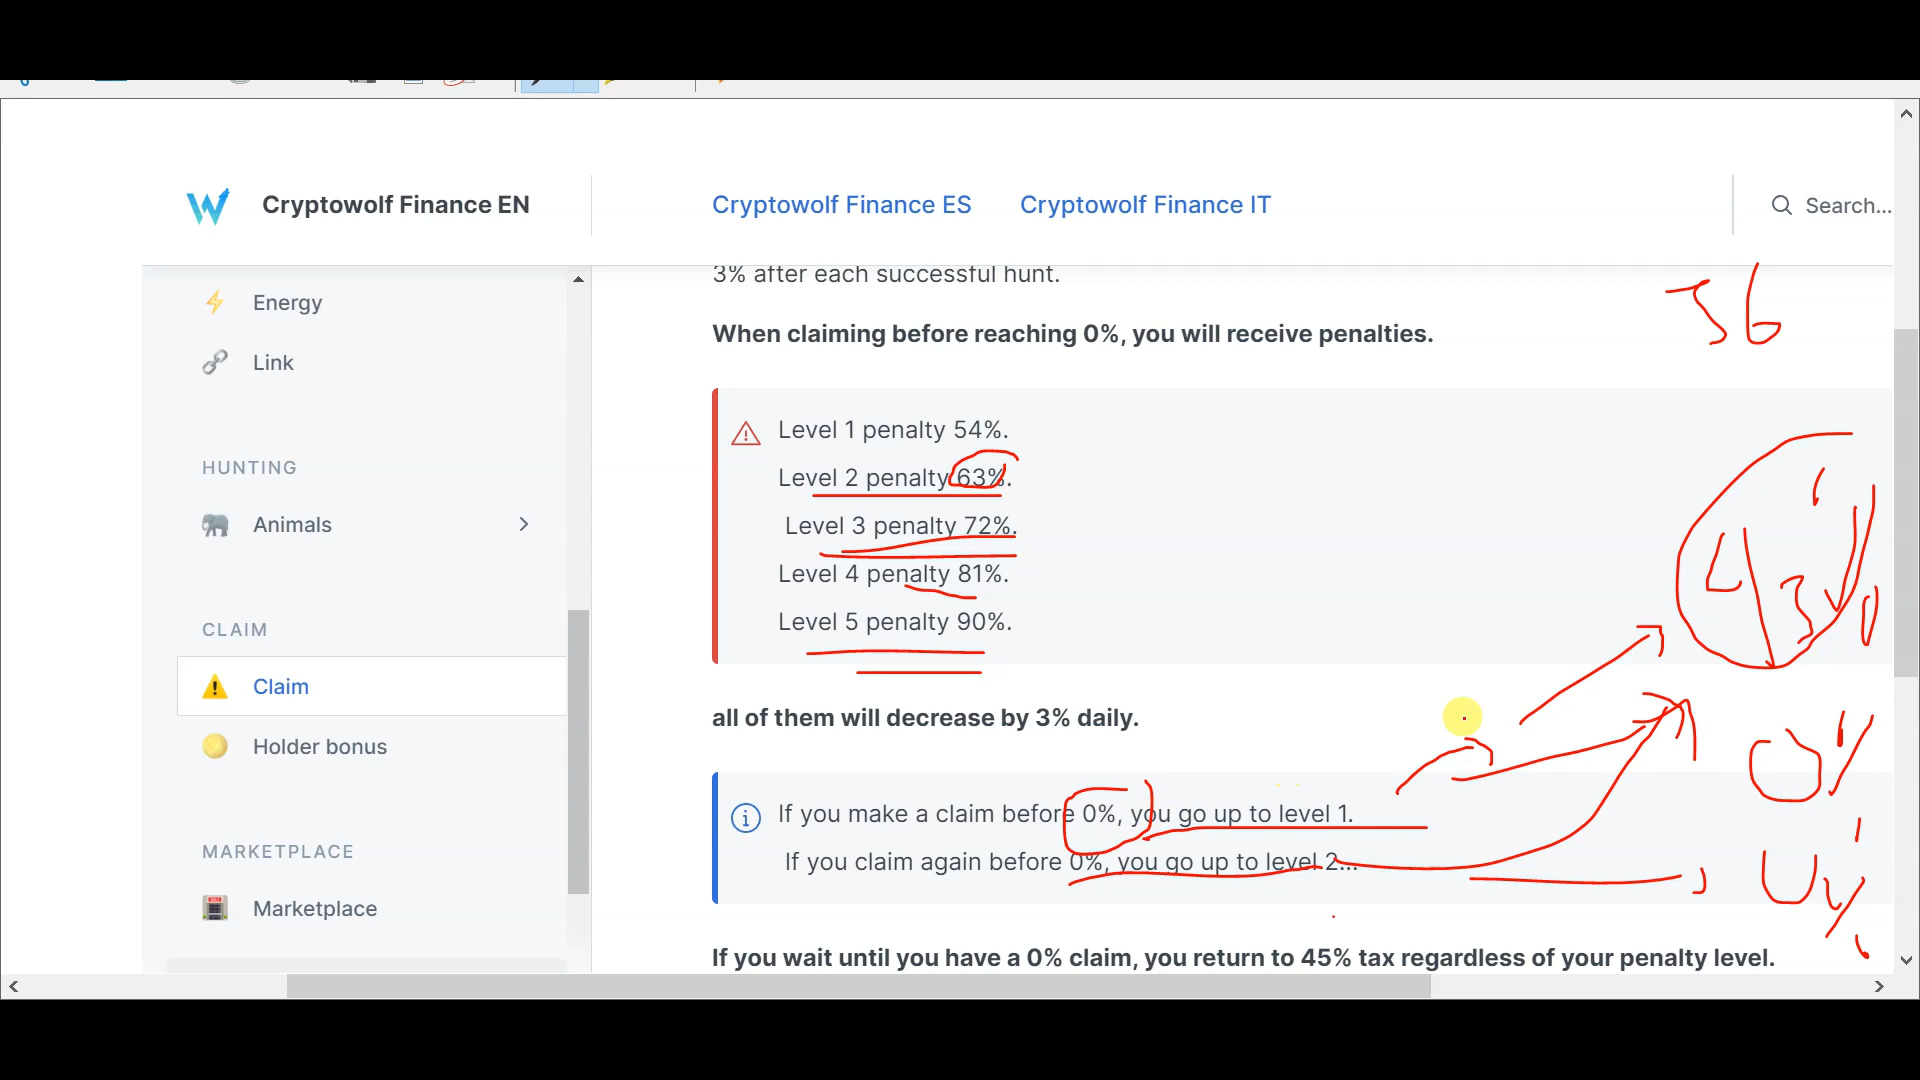 Cryptowolf Finance EN
Cryptowolf Finance ES
Cryptowolf Finance IT
Search...
Energy
Link
HUNTING
Animals
CLAIM
Claim
Holder bonus
MARKETPLACE
Marketplace
3% after each successful hunt.
When claiming before reaching 0%, you will receive penalties.
Level 1 penalty 54%.
Level 2 penalty 63%.
Level 3 penalty 72%.
Level 4 penalty 81%.
Level 5 penalty 90%.
all of them will decrease by 3% daily.
If you make a claim before 0%, you go up to level 1.
If you claim again before 0%, you go up to level 2...
If you wait until you have a 0% claim, you return to 45% tax regardless of your penalty level.